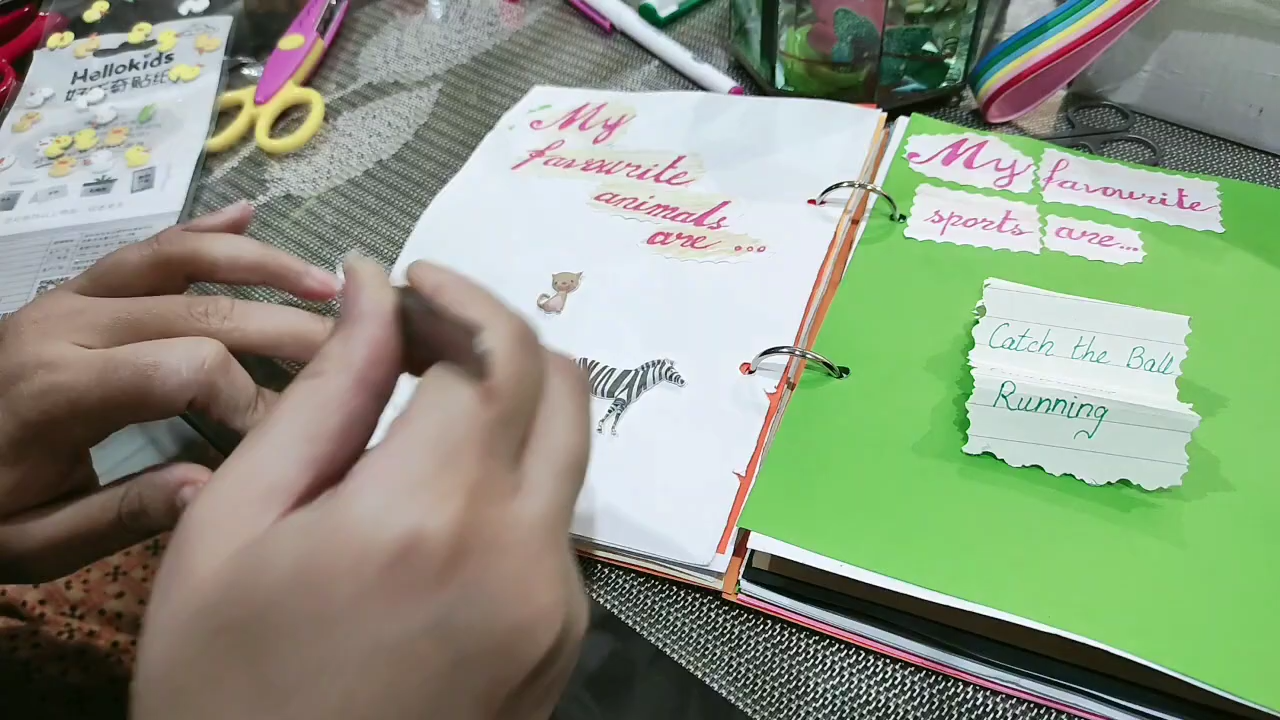 Hellokids
My
favourite
animals
are ...
My favourite
sports are...
Catch the Ball
Running